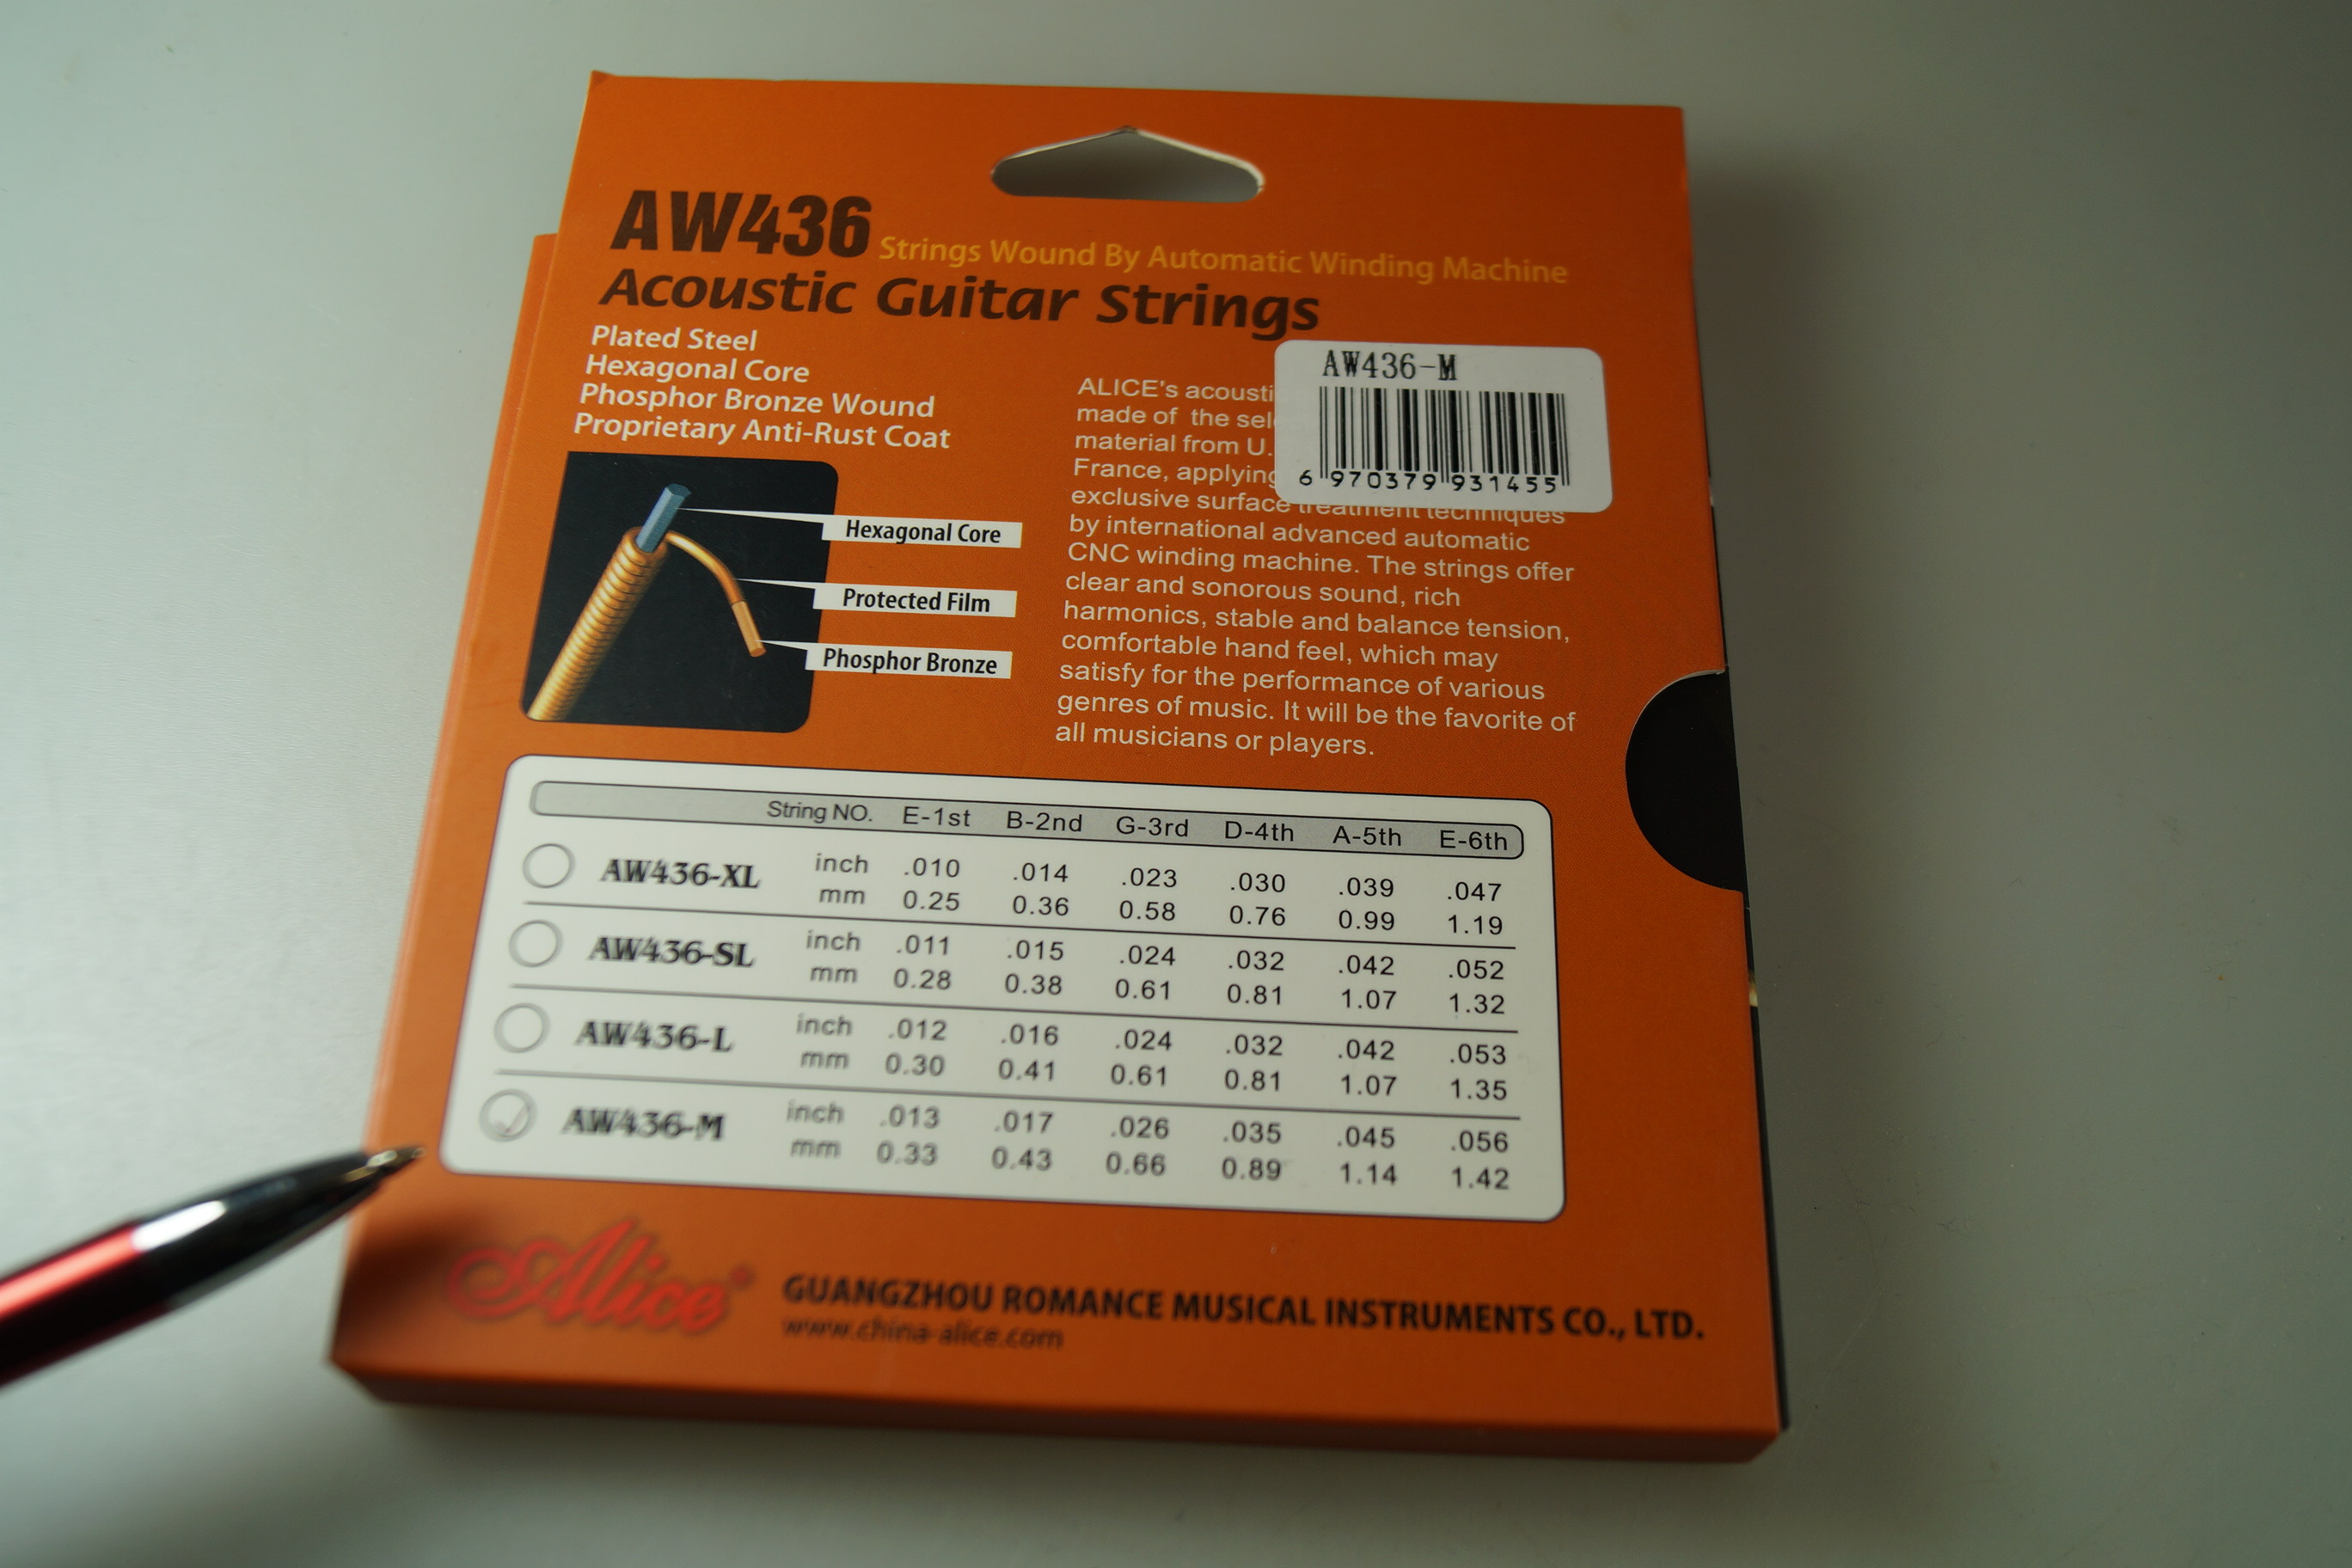 AW436 Strings Wound By Automatic Winding Machine
Acoustic Guitar Strings
Plated Steel
Hexagonal Core
Phosphor Bronze Wound
Proprietary Anti-Rust Coat
Hexagonal Core
Protected Film
Phosphor Bronze
AW436-M
6 970379 931455
ALICE's acousti
made of the sel
material from U.
France, applying
exclusive surface treatment techniques
by international advanced automatic
CNC winding machine. The strings offer
clear and sonorous sound, rich
harmonics, stable and balance tension,
comfortable hand feel, which may
satisfy for the performance of various
genres of music. It will be the favorite of
all musicians or players.
String NO. E-1st B-2nd G-3rd D-4th A-5th E-6th
AW436-XL inch .010 .014 .023 .030 .039 .047
mm 0.25 0.36 0.58 0.76 0.99 1.19
AW436-SL inch .011 .015 .024 .032 .042 .052
mm 0.28 0.38 0.61 0.81 1.07 1.32
AW436-L inch .012 .016 .024 .032 .042 .053
mm 0.30 0.41 0.61 0.81 1.07 1.35
AW436-M inch .013 .017 .026 .035 .045 .056
mm 0.33 0.43 0.66 0.89 1.14 1.42
Alice®
GUANGZHOU ROMANCE MUSICAL INSTRUMENTS CO., LTD.
www.china-alice.com